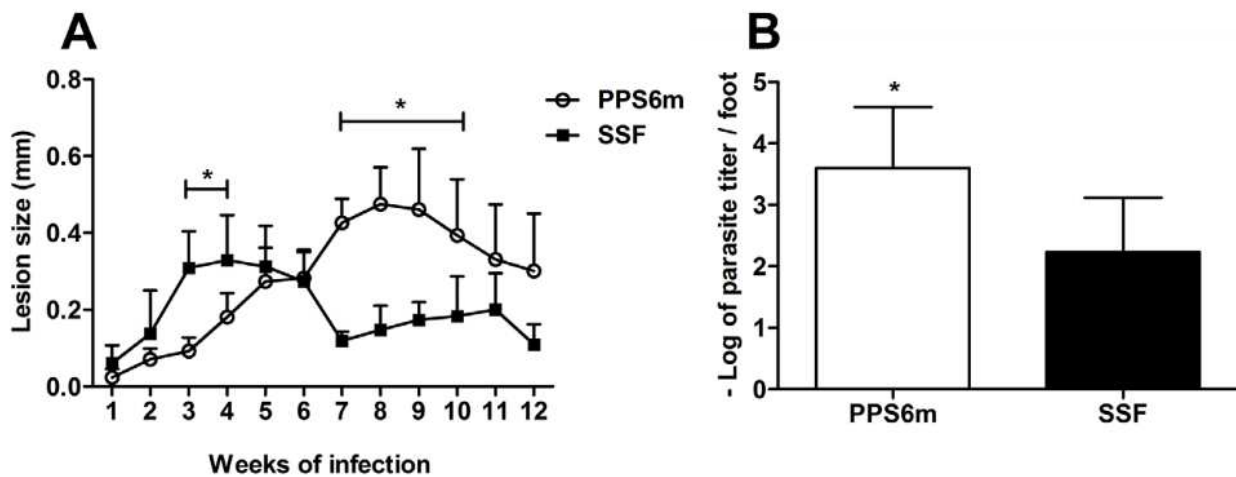 A
Lesion size (mm)
0.8
0.6
0.4
0.2
0.0
*
*
PPS6m
SSF
1 2 3 4 5 6 7 8 9 10 11 12
Weeks of infection
B
- Log of parasite titer / foot
5
4
3
2
1
0
*
PPS6m SSF